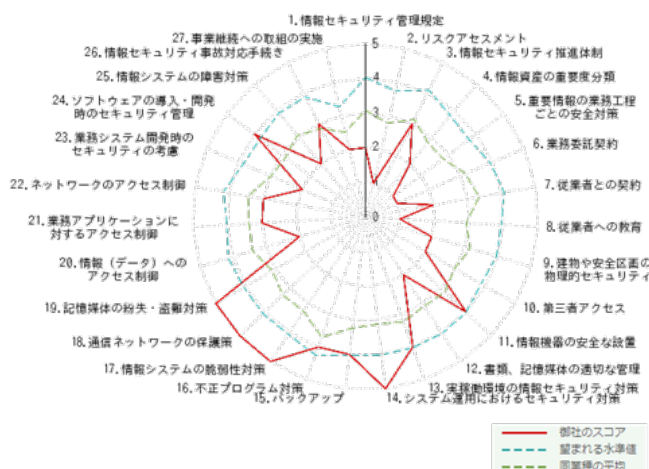 1.情報セキュリティ管理規定
2.リスクアセスメント
3.情報セキュリティ推進体制
4.情報資産の重要度分類
5.重要情報の業務工程
ごとの安全対策
6.業務委託契約
7.従業者との契約
8.従業者への教育
9.建物や安全区画の
物理的セキュリティ
10.第三者アクセス
11.情報機器の安全な設置
12.書類、記憶媒体の適切な管理
13.実稼働環境の情報セキュリティ対策
14.システム運用におけるセキュリティ対策
15.バックアップ
16.不正プログラム対策
17.情報システムの脆弱性対策
18.通信ネットワークの保護策
19.記憶媒体の紛失・盗難対策
20.情報（データ）への
アクセス制御
21.業務アプリケーションに
対するアクセス制御
22.ネットワークのアクセス制御
23.業務システム開発時の
セキュリティの考慮
24.ソフトウェアの導入・開発
時のセキュリティ管理
25.情報システムの障害対策
26.情報セキュリティ事故対応手続き
27.事業継続への取組の実施
5
4
3
2
1
0
御社のスコア
望まれる水準値
同業種の平均